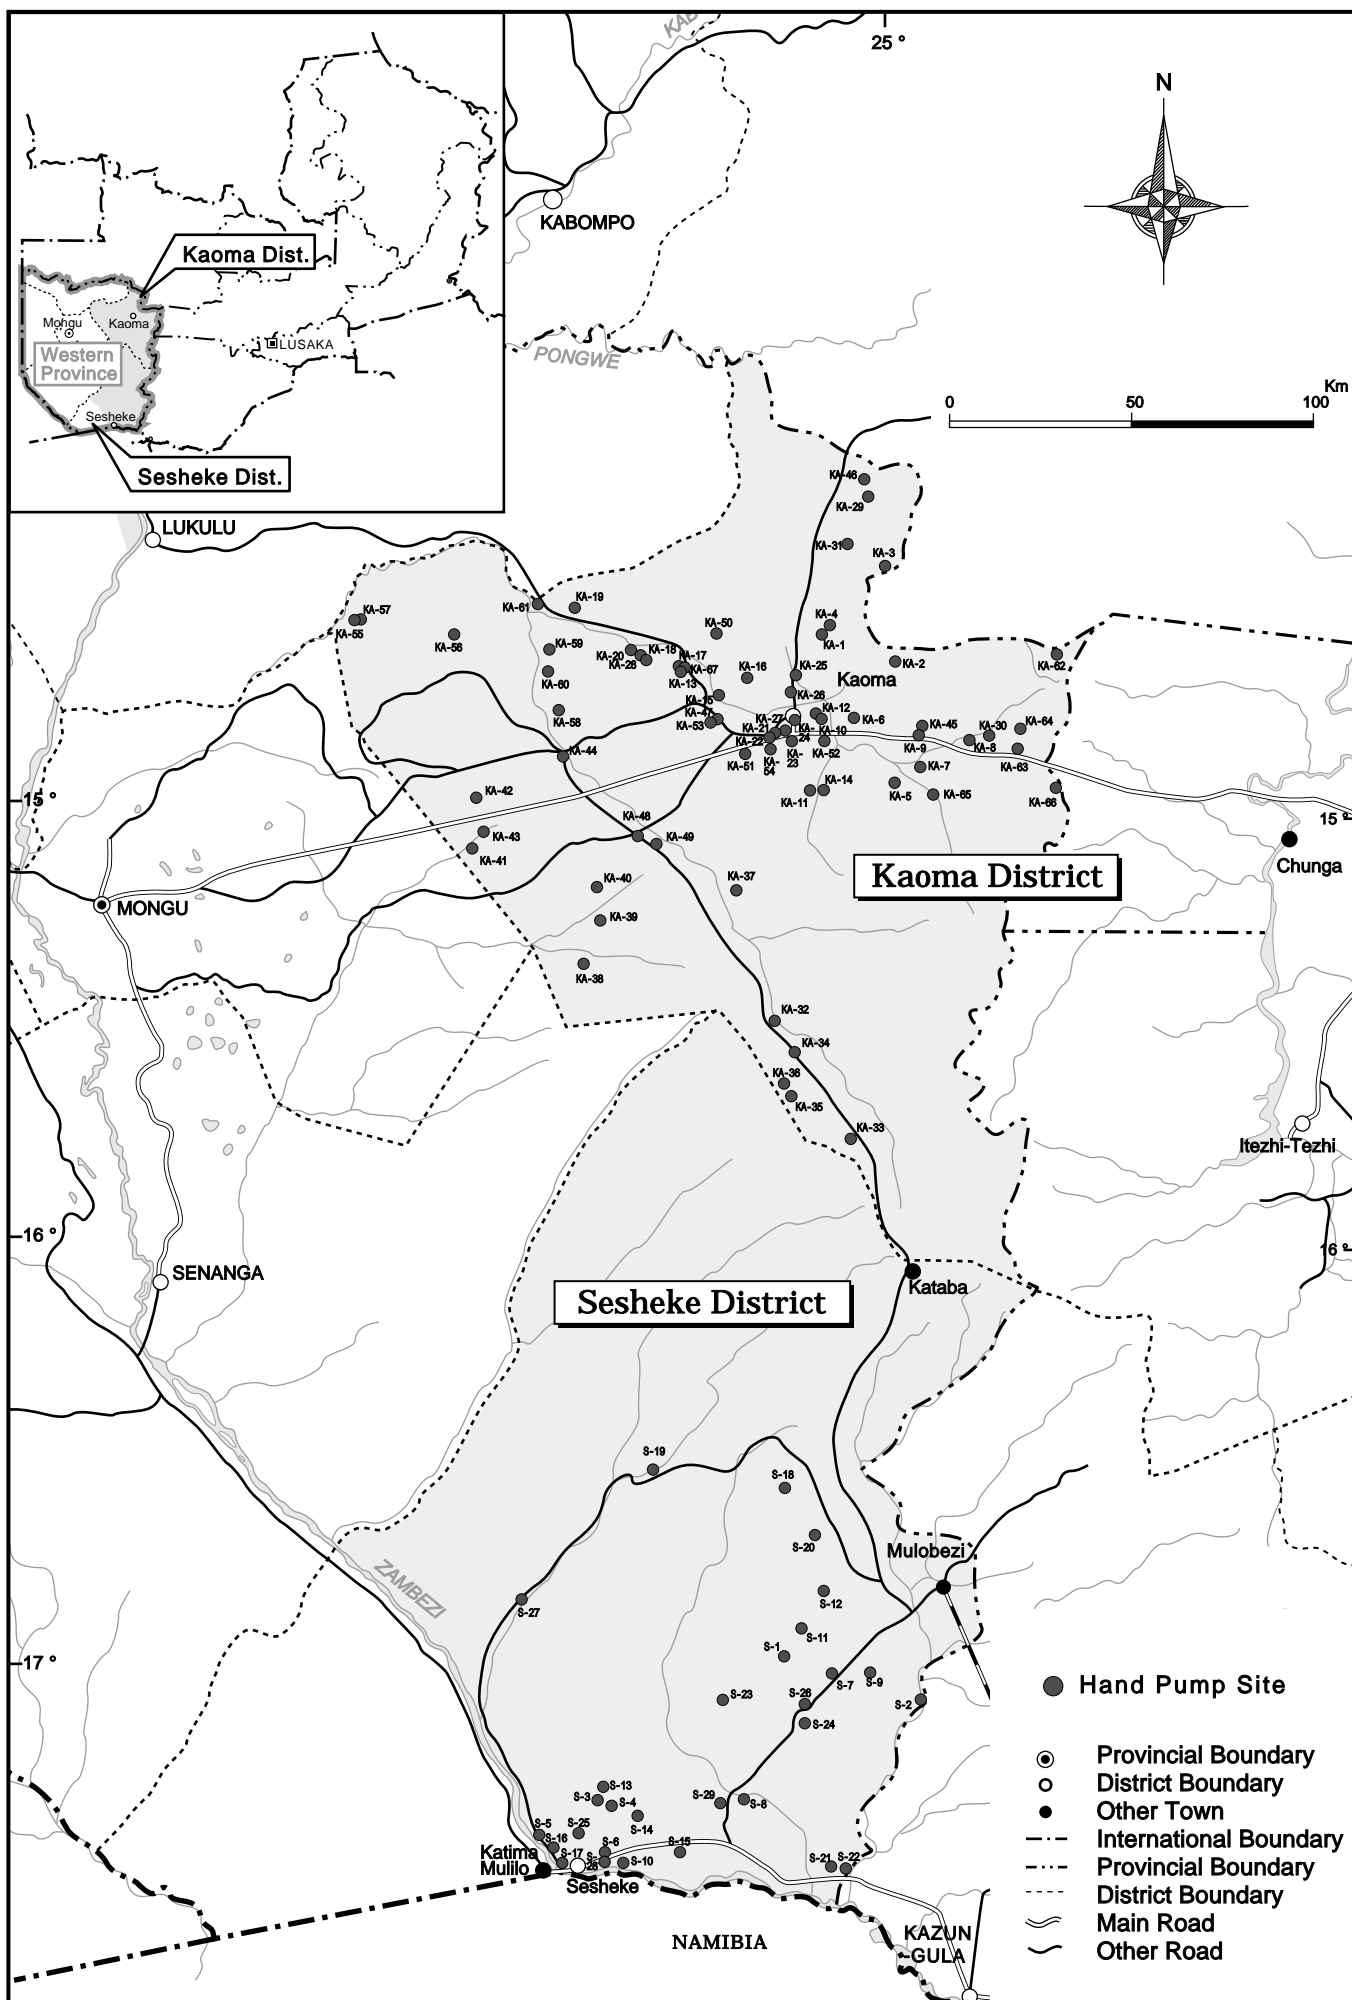 KAB
25 °
N
KABOMPO
Kaoma Dist.
Mongu
Kaoma
LUSAKA
Western
Province
Sesheke
Sesheke Dist.
PONGWE
Km
0
50
100
LUKULU
KA-46
KA-29
KA-31
KA-3
KA-57
KA-55
KA-56
KA-61
KA-19
KA-50
KA-4
KA-1
KA-59
KA-20
KA-18
KA-28
KA-17
KA-67
KA-13
KA-16
KA-25
KA-2
KA-62
Kaoma
KA-60
KA-15
KA-26
KA-58
KA-47
KA-53
KA-27
KA-12
KA-6
KA-21
KA-
24
KA-10
KA-45
KA-30
KA-64
KA-22
KA-9
KA-8
KA-44
KA-51
KA-
54
KA-
23
KA-52
KA-7
KA-63
KA-42
KA-11
KA-14
KA-5
KA-65
KA-66
15 °
15 °
KA-43
KA-48
KA-49
KA-41
Chunga
KA-40
KA-37
Kaoma District
MONGU
KA-39
KA-38
KA-32
KA-34
KA-36
KA-35
KA-33
Itezhi-Tezhi
16 °
16 °
SENANGA
Kataba
Sesheke District
S-19
S-18
S-20
Mulobezi
ZAMBEZI
S-12
S-27
S-11
S-1
17 °
S-7
S-9
S-23
S-26
S-2
S-24
S-13
S-3
S-4
S-29
S-8
S-14
S-5
S-25
S-16
S-6
S-15
Katima
Mulilo
S-17
S-
28
S-10
S-21
S-22
Sesheke
NAMIBIA
KAZUN
-GULA
Hand Pump Site
Provincial Boundary
District Boundary
Other Town
International Boundary
Provincial Boundary
District Boundary
Main Road
Other Road